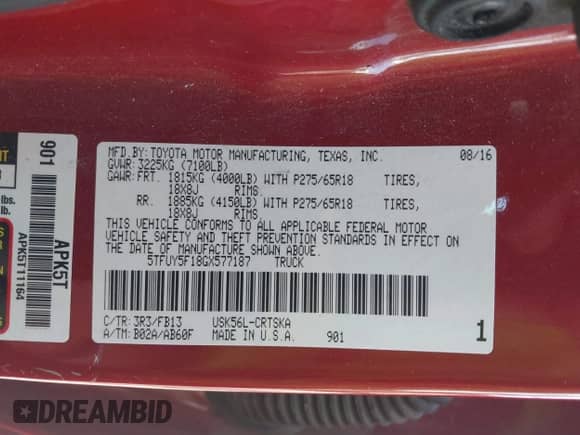 MFD.BY: TOYOTA MOTOR MANUFACTURING, TEXAS, INC. 08/16
GVWR: 3225KG (7100LB)
GAWR: FRT. 1815KG (4000LB) WITH P275/65R18 TIRES,
18X8J RIMS.
RR. 1885KG (4150LB) WITH P275/65R18 TIRES,
18X8J RIMS.
THIS VEHICLE CONFORMS TO ALL APPLICABLE FEDERAL MOTOR
VEHICLE SAFETY AND THEFT PREVENTION STANDARDS IN EFFECT ON
THE DATE OF MANUFACTURE SHOWN ABOVE.
5TFUY5F18GX577187 TRUCK
C/TR: 3R3/FB13 USK56L-CRTSKA
A/TM: B02A/AB60F MADE IN U.S.A. 901
1
901
APK5T
APK5T11164
lbs.
lb.
DREAMBID